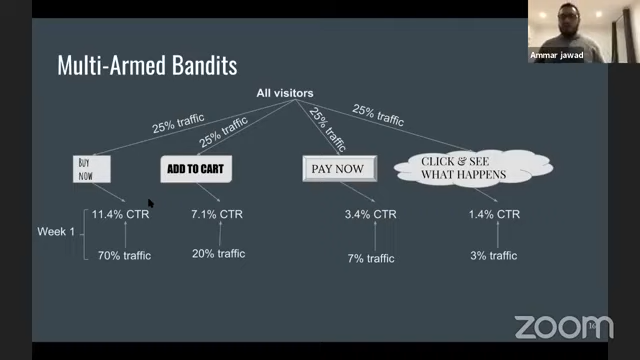 Ammar jawad
Multi-Armed Bandits
All visitors
25% traffic
25% traffic
25% traffic
25% traffic
BUY
NOW
ADD TO CART
PAY NOW
CLICK & SEE
WHAT HAPPENS
11.4% CTR
7.1% CTR
3.4% CTR
1.4% CTR
Week 1
70% traffic
20% traffic
7% traffic
3% traffic
zoom